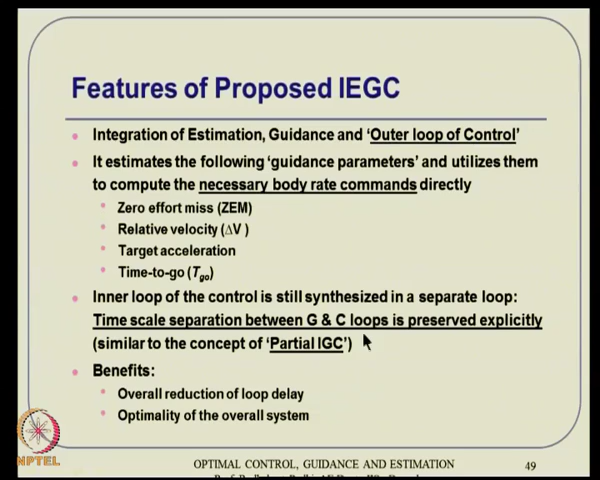 Features of Proposed IEGC
Integration of Estimation, Guidance and 'Outer loop of Control'
It estimates the following 'guidance parameters' and utilizes them
to compute the necessary body rate commands directly
Zero effort miss (ZEM)
Relative velocity (ΔV )
Target acceleration
Time-to-go (Tgo)
Inner loop of the control is still synthesized in a separate loop:
Time scale separation between G & C loops is preserved explicitly
(similar to the concept of 'Partial IGC')
Benefits:
Overall reduction of loop delay
Optimality of the overall system
NPTEL
OPTIMAL CONTROL, GUIDANCE AND ESTIMATION
49